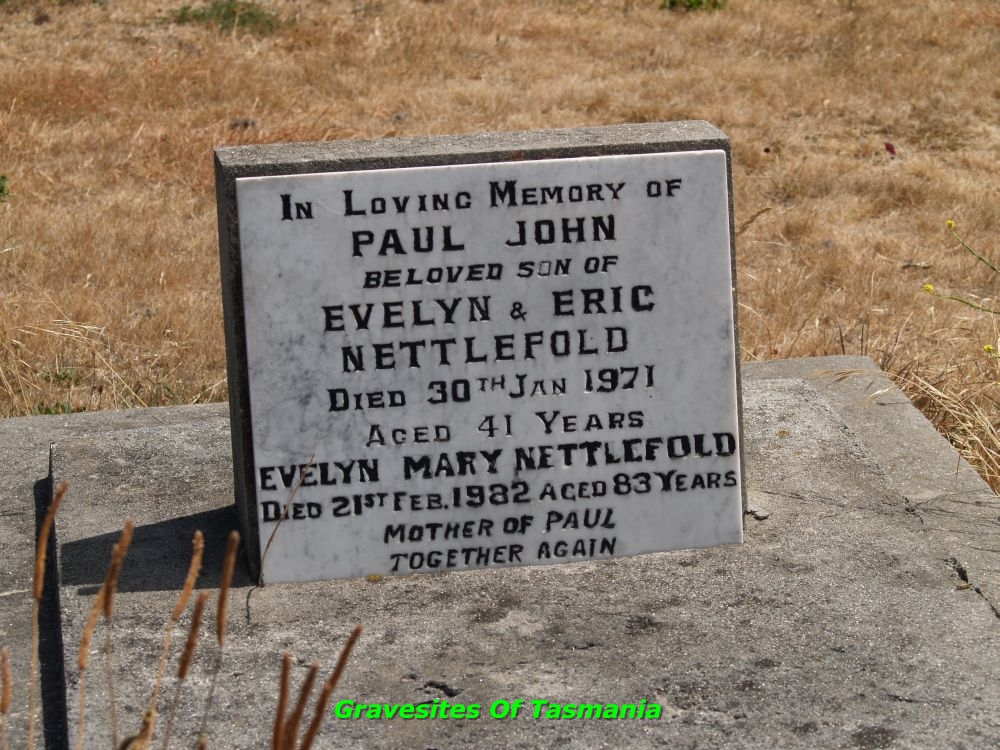 In Loving Memory of
PAUL JOHN
BELOVED SON OF
EVELYN & ERIC
NETTLEFOLD
DIED 30TH JAN 1971
AGED 41 YEARS
EVELYN MARY NETTLEFOLD
DIED 21ST FEB. 1982 AGED 83 YEARS
MOTHER OF PAUL
TOGETHER AGAIN
Gravesites Of Tasmania